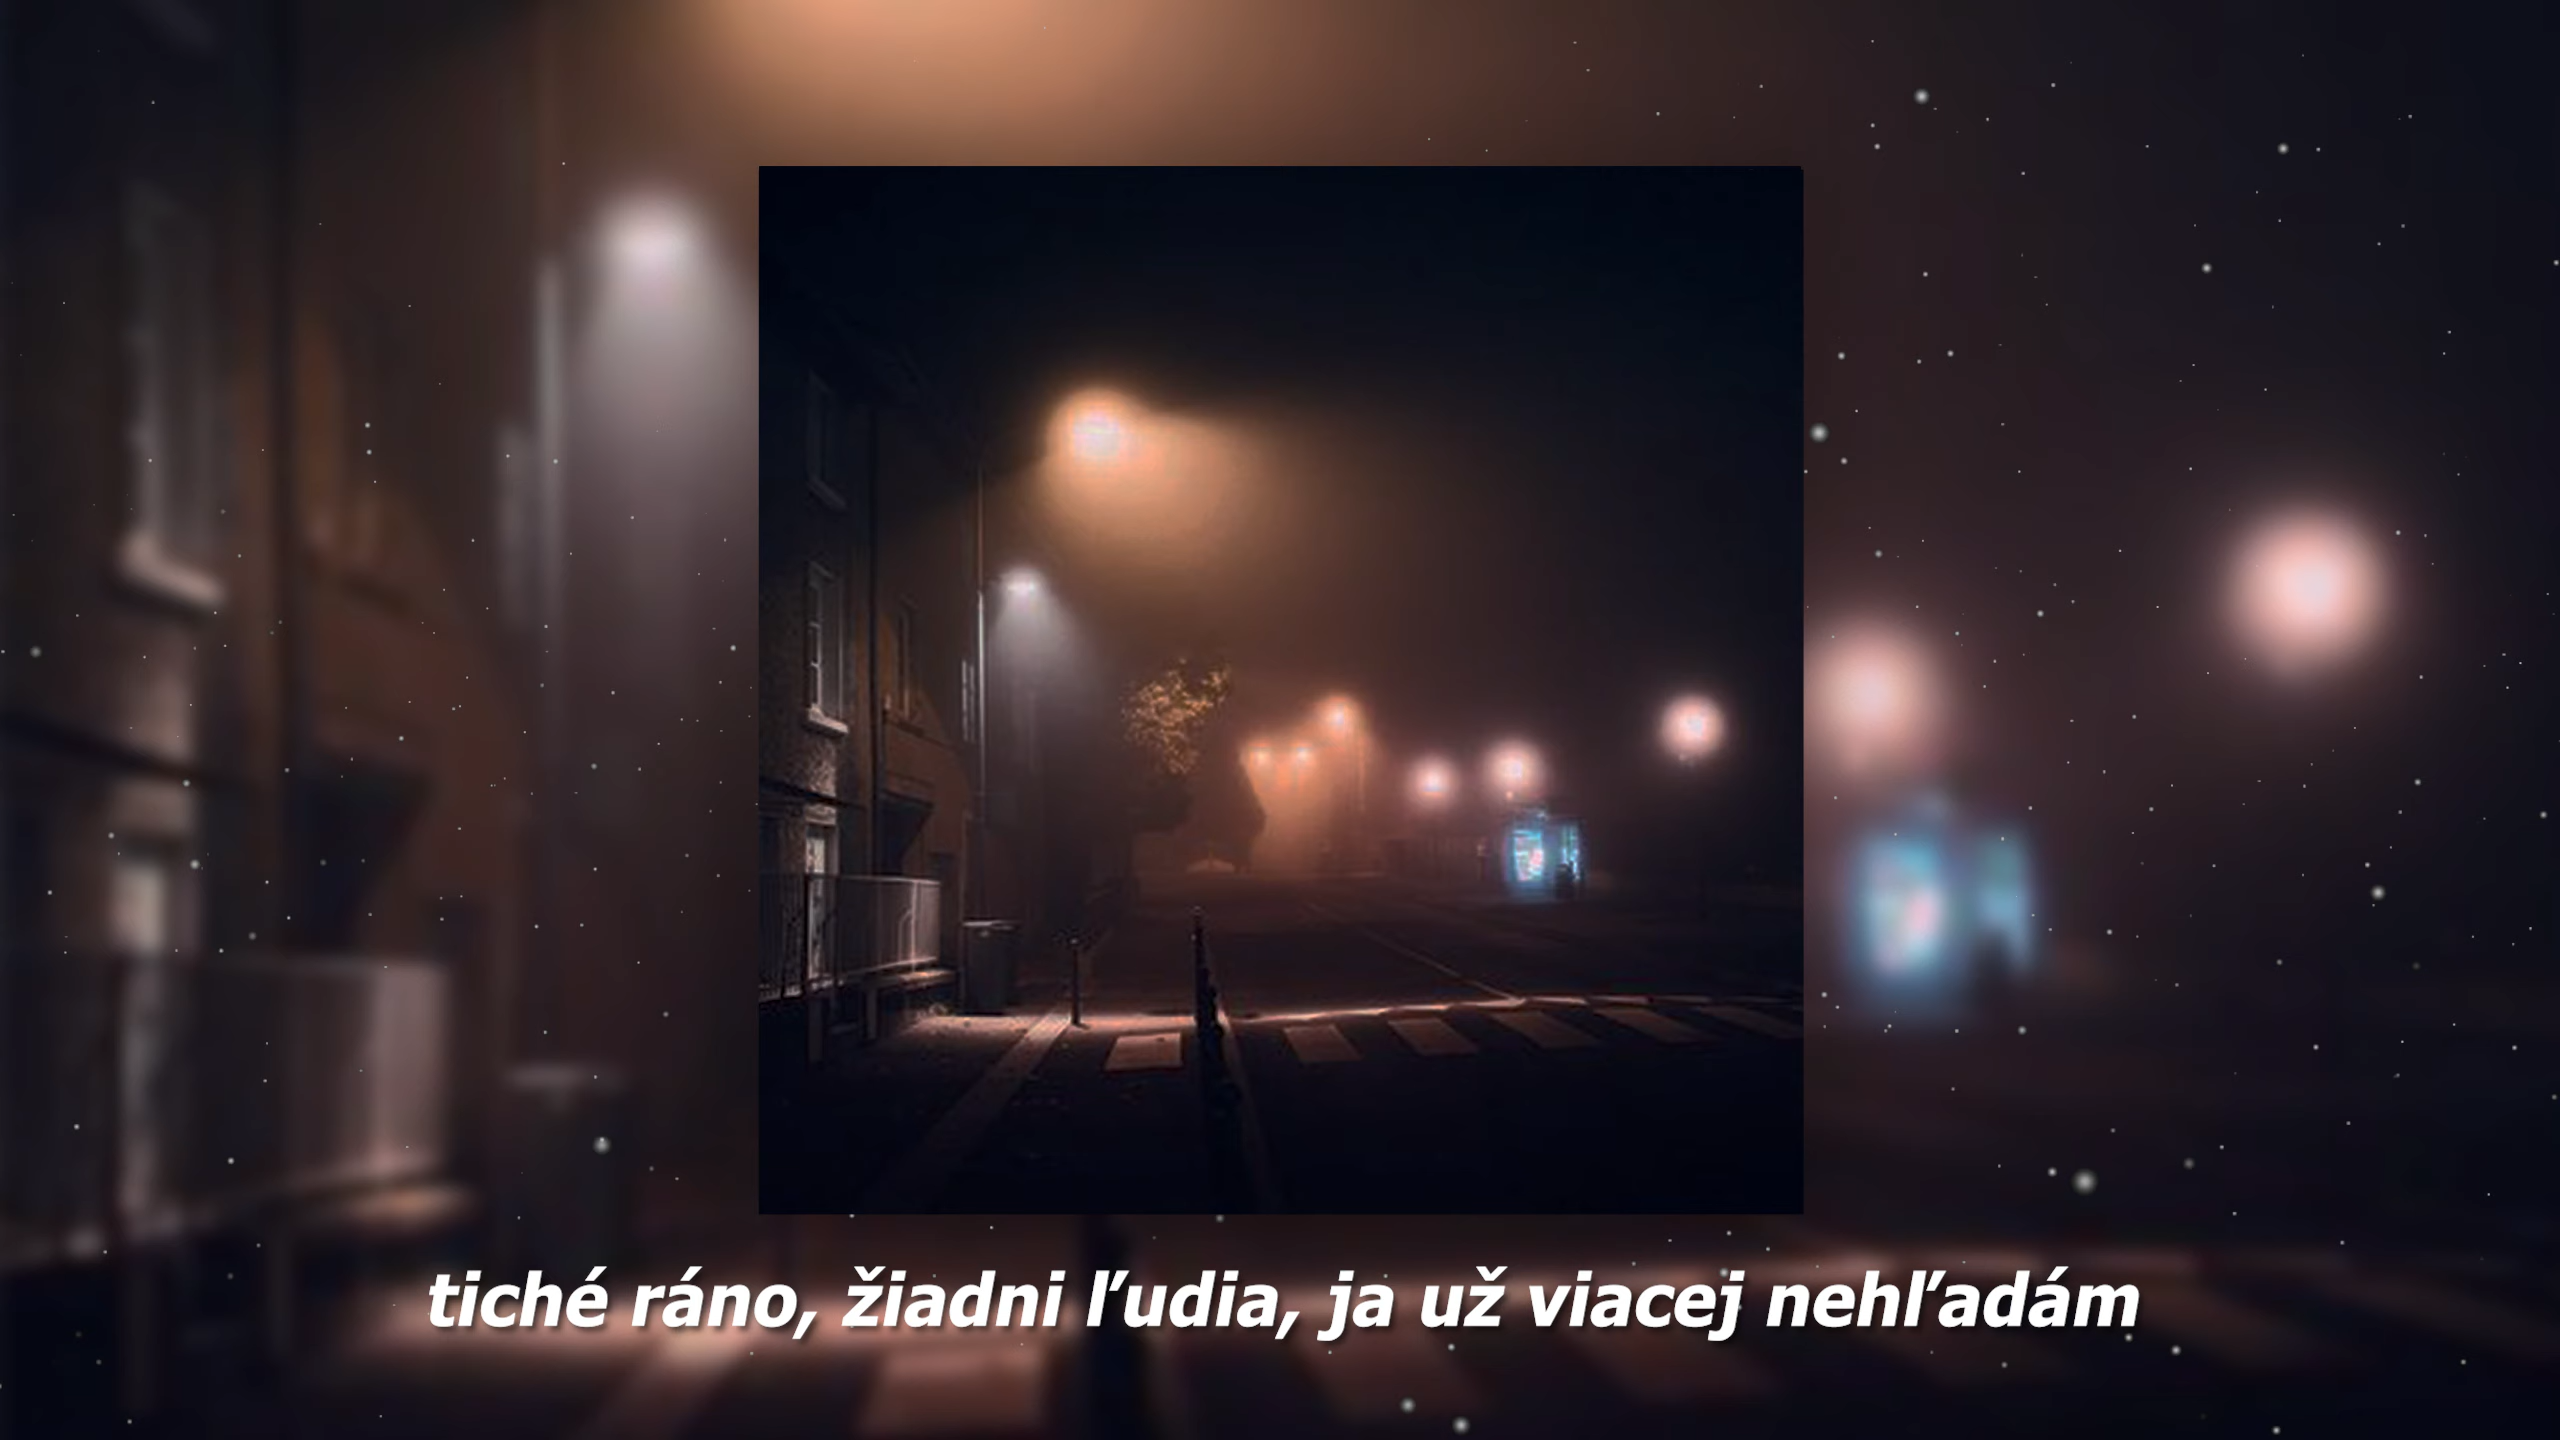 tiché ráno, žiadni ľudia, ja už viacej nehľadám